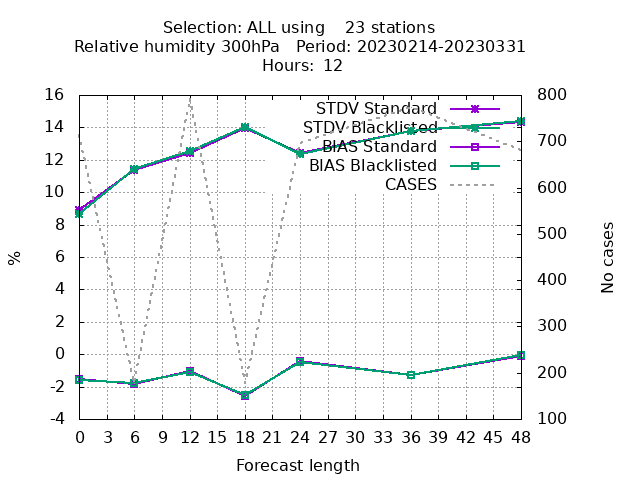 Selection: ALL using    23 stations
Relative humidity 300hPa   Period: 20230214-20230331
Hours:  12
STDV Standard
STDV Blacklisted
BIAS Standard
BIAS Blacklisted
CASES
16
14
12
10
8
6
4
2
0
-2
-4
%
800
700
600
500
400
300
200
100
No cases
0 3 6 9 12 15 18 21 24 27 30 33 36 39 42 45 48
Forecast length